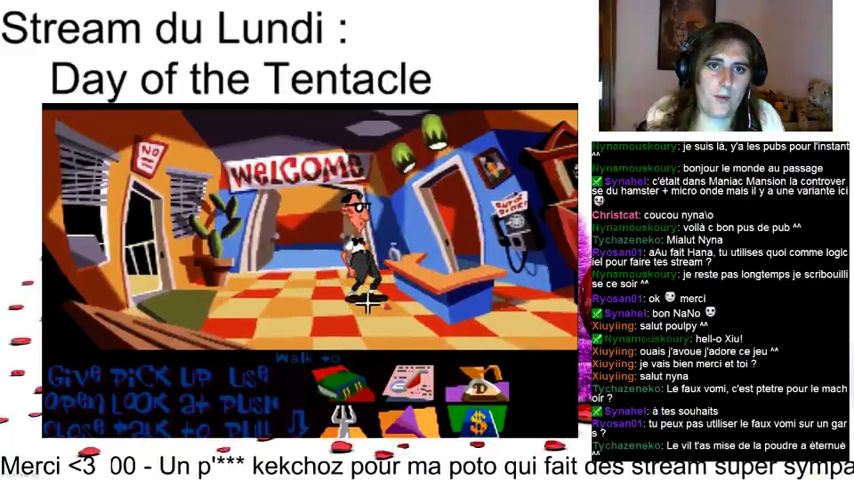 Stream du Lundi :
Day of the Tentacle
NO
WELCOME
Walk to
Give Pick up Use
Open Look at Push
Close Talk to Pull
Nynamouskoury: je suis là, y'a les pubs pour l'instant
^^
Nynamouskoury: bonjour le monde au passage
Synahel: c'était dans Maniac Mansion la controver
se du hamster + micro onde mais il y a une variante ici
Christcat: coucou nyna\o
Nynamouskoury: voilà c bon pus de pub ^^
Tychazeneko: Mialut Nyna
Ryosan01: aAu fait Hana, tu utilises quoi comme logic
iel pour faire tes stream ?
Nynamouskoury: je reste pas longtemps je scribouilli
se ce soir ^^
Ryosan01: ok merci
Synahel: bon NaNo
Xiuyiing: salut poulpy ^^
Nynamouskoury: hell-o Xiu!
Xiuyiing: ouais j'avoue j'adore ce jeu ^^
Xiuyiing: je vais bien merci et toi ?
Xiuyiing: salut nyna
Tychazeneko: Le faux vomi, c'est ptetre pour le mach
oir ?
Synahel: à tes souhaits
Ryosan01: tu peux pas utiliser le faux vomi sur un gar
s ?
Tychazeneko: Le vil t'as mise de la poudre a éternué
^^
Merci <3 00 - Un p'*** kekchoz pour ma poto qui fait des stream super sympa